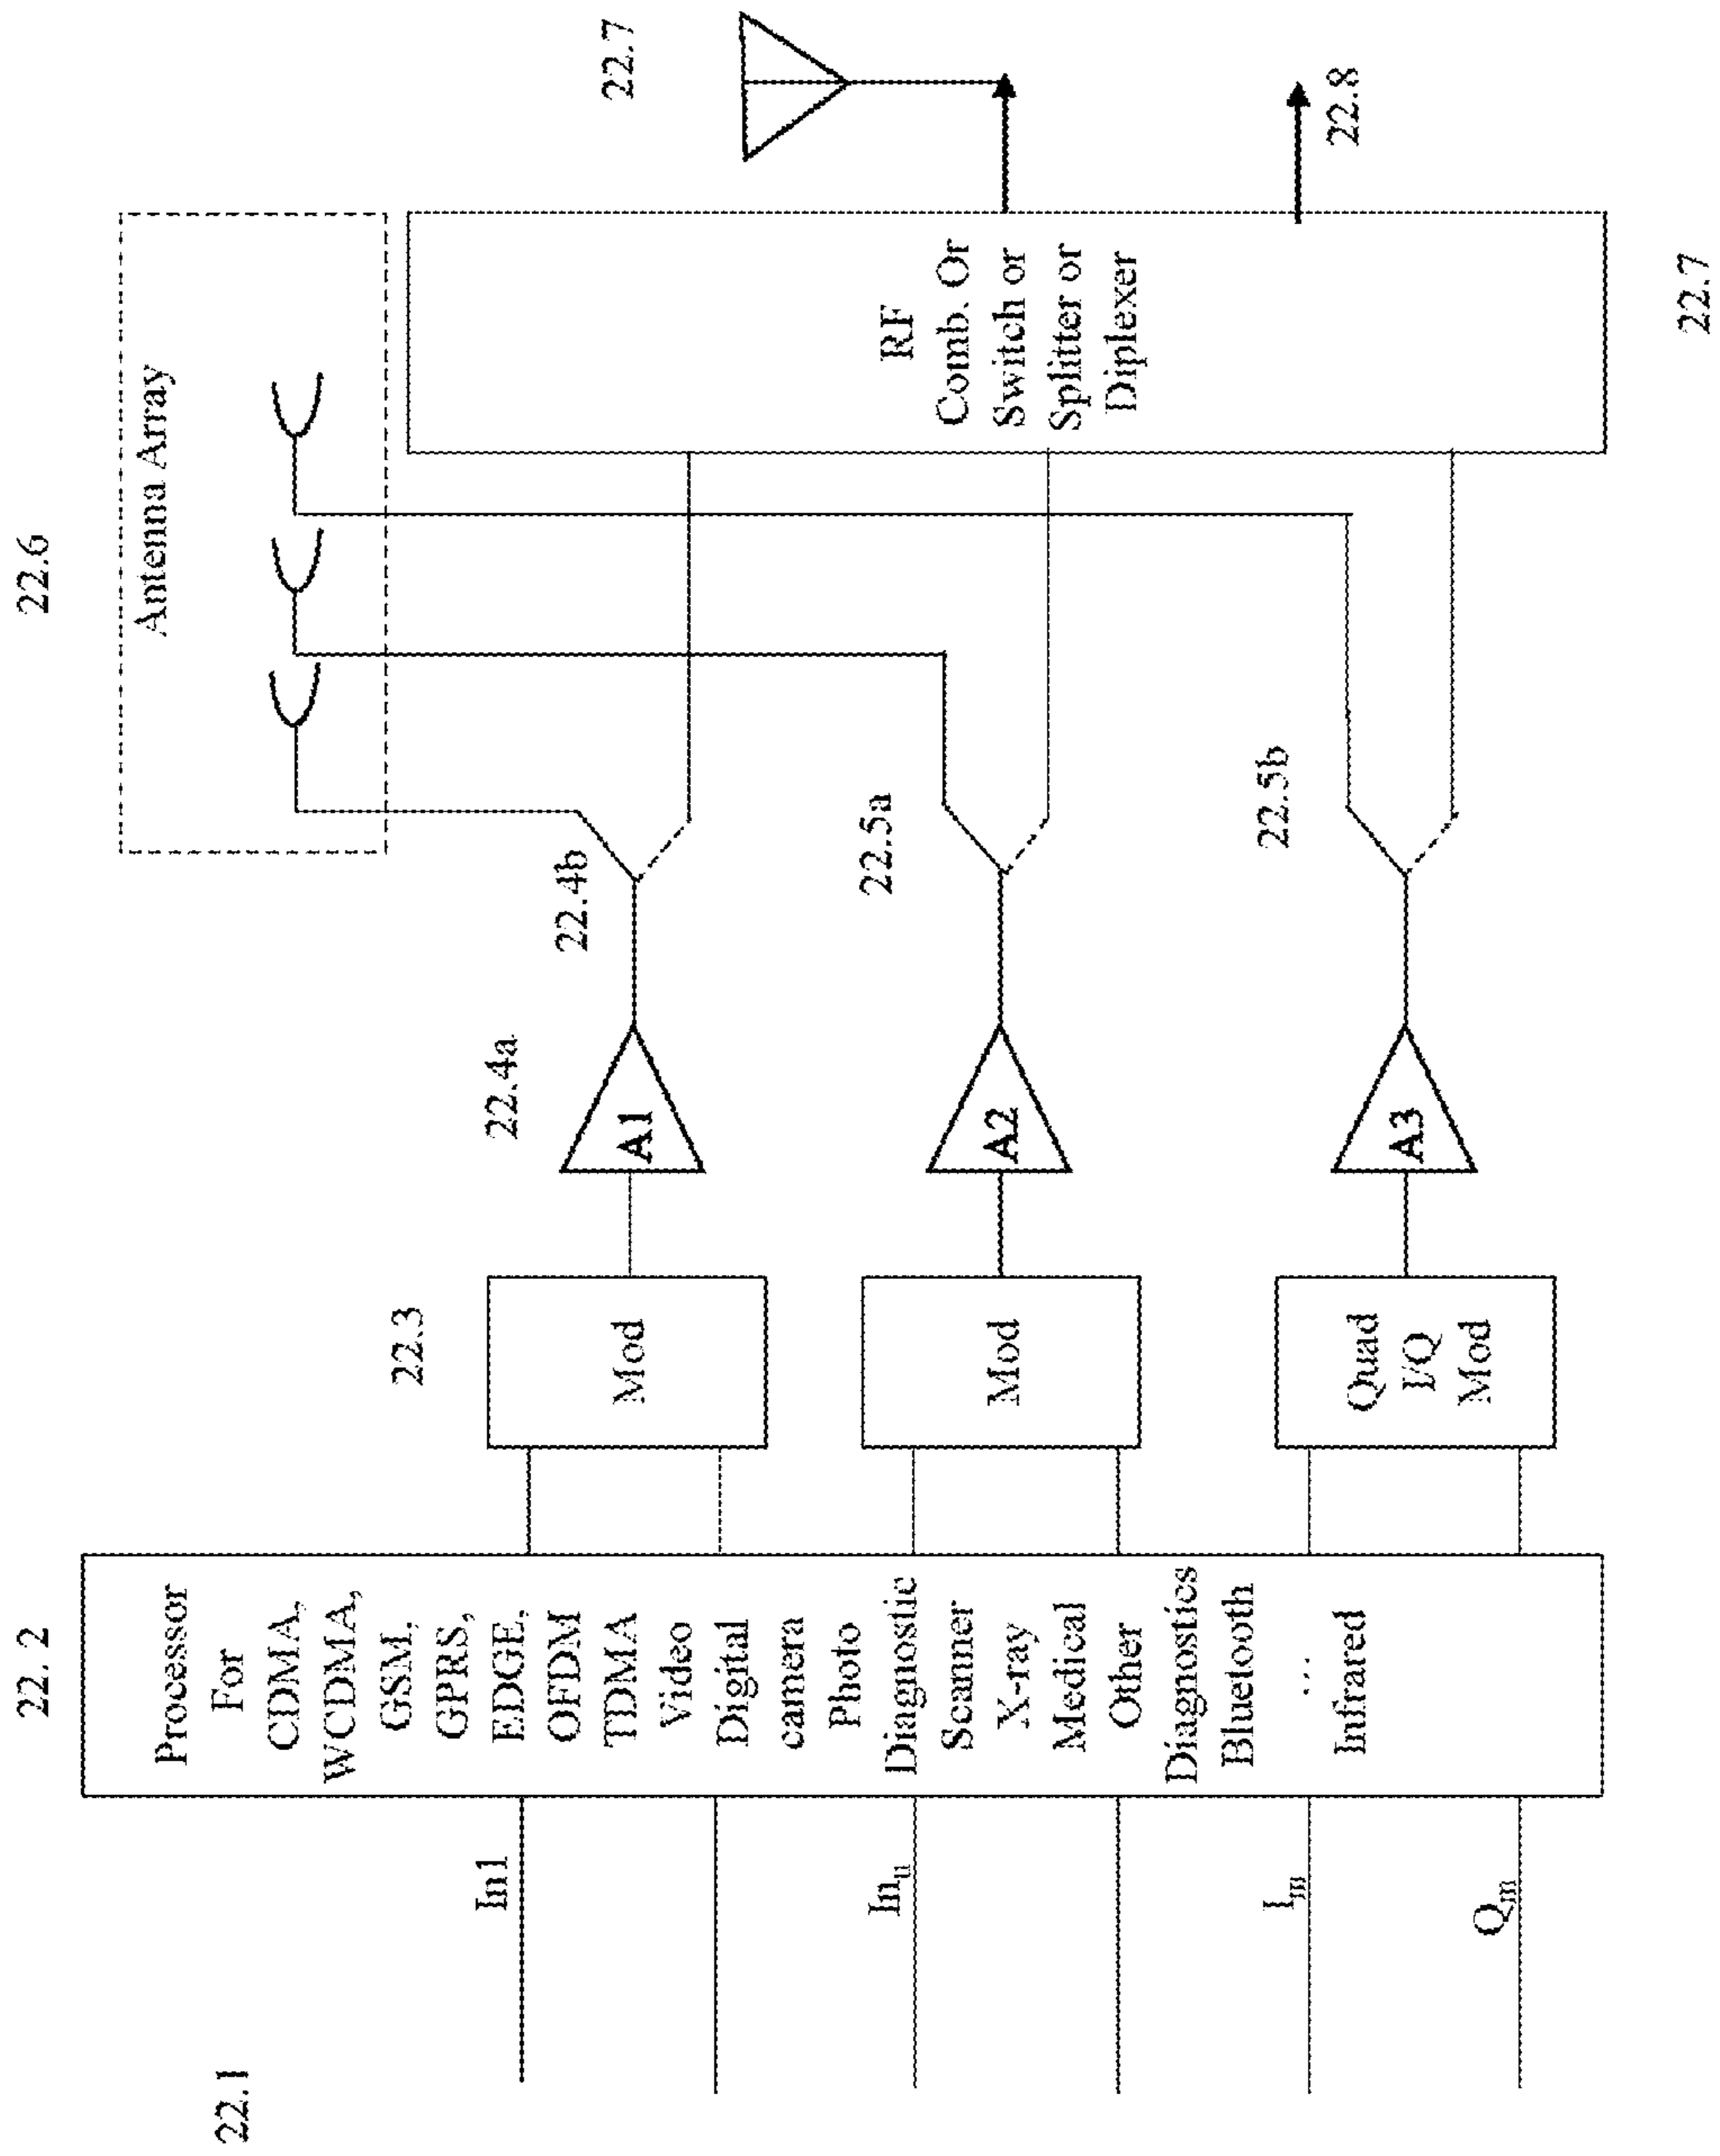 22.1
In1
In_u
I_m
Q_m
22. 2
Processor
For
CDMA,
WCDMA,
GSM,
GPRS,
EDGE,
OFDM
TDMA
Video
Digital
camera
Photo
Diagnostic
Scanner
X-ray
Medical
Other
Diagnostics
Bluetooth
...
Infrared
22.3
Mod
Mod
Quad
I/Q
Mod
22.4a
A1
A2
A3
22.4b
22.5a
22.5b
22.6
Antenna Array
RF
Comb. Or
Switch or
Splitter or
Diplexer
22.7
22.7
22.8